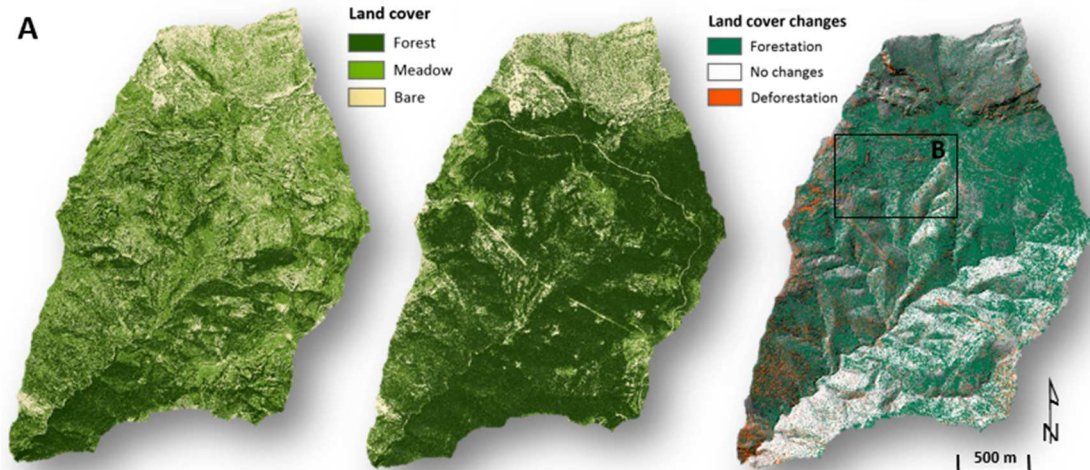 A
Land cover
Forest
Meadow
Bare
Land cover changes
Forestation
No changes
Deforestation
B
N
500 m